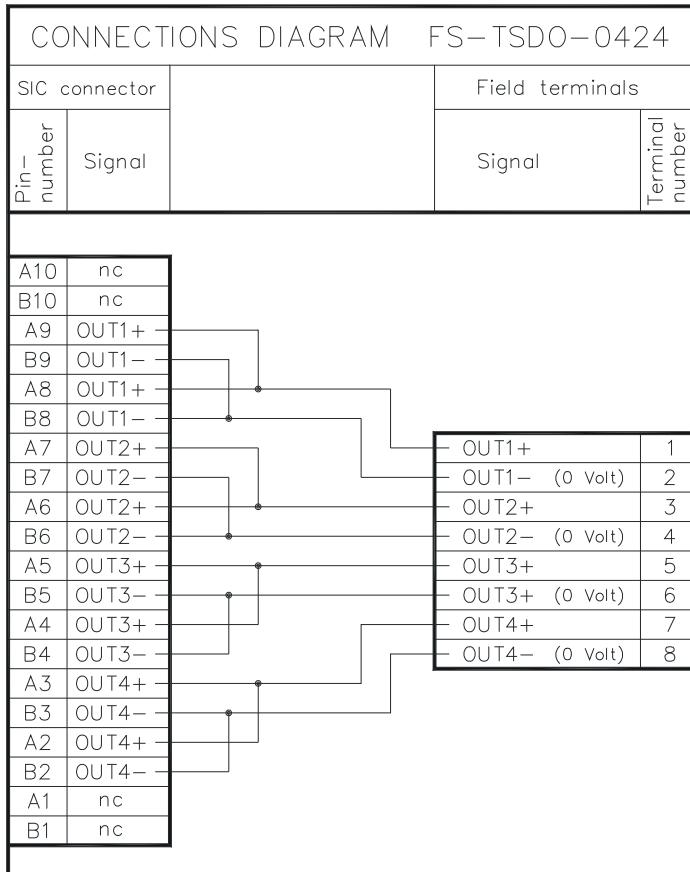 CONNECTIONS DIAGRAM FS-TSDO-0424
SIC connector Field terminals
Pin-number Signal Signal Terminal number
A10 nc
B10 nc
A9 OUT1+
B9 OUT1-
A8 OUT1+
B8 OUT1-
A7 OUT2+ OUT1+ 1
B7 OUT2- OUT1- (0 Volt) 2
A6 OUT2+ OUT2+ 3
B6 OUT2- OUT2- (0 Volt) 4
A5 OUT3+ OUT3+ 5
B5 OUT3- OUT3+ (0 Volt) 6
A4 OUT3+ OUT4+ 7
B4 OUT3- OUT4- (0 Volt) 8
A3 OUT4+
B3 OUT4-
A2 OUT4+
B2 OUT4-
A1 nc
B1 nc